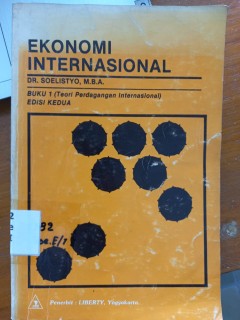 EKONOMI
INTERNASIONAL
DR. SOELISTYO, M.B.A.
BUKU 1 (Teori Perdagangan Internasional)
EDISI KEDUA
Penerbit : LIBERTY, Yogyakarta.